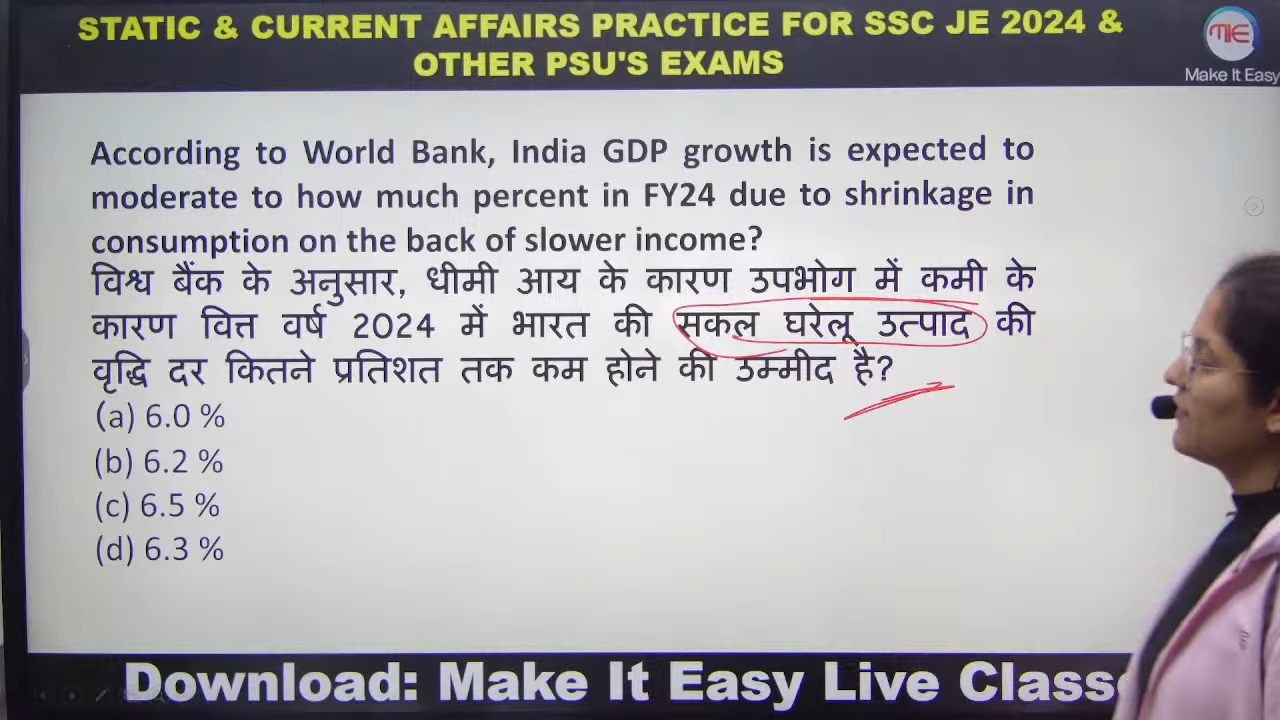 STATIC & CURRENT AFFAIRS PRACTICE FOR SSC JE 2024 &
OTHER PSU'S EXAMS
MIE
Make It Easy
According to World Bank, India GDP growth is expected to
moderate to how much percent in FY24 due to shrinkage in
consumption on the back of slower income?
विश्व बैंक के अनुसार, धीमी आय के कारण उपभोग में कमी के
कारण वित्त वर्ष 2024 में भारत की सकल घरेलू उत्पाद की
वृद्धि दर कितने प्रतिशत तक कम होने की उम्मीद है?
(a) 6.0 %
(b) 6.2 %
(c) 6.5 %
(d) 6.3 %
Download: Make It Easy Live Classe